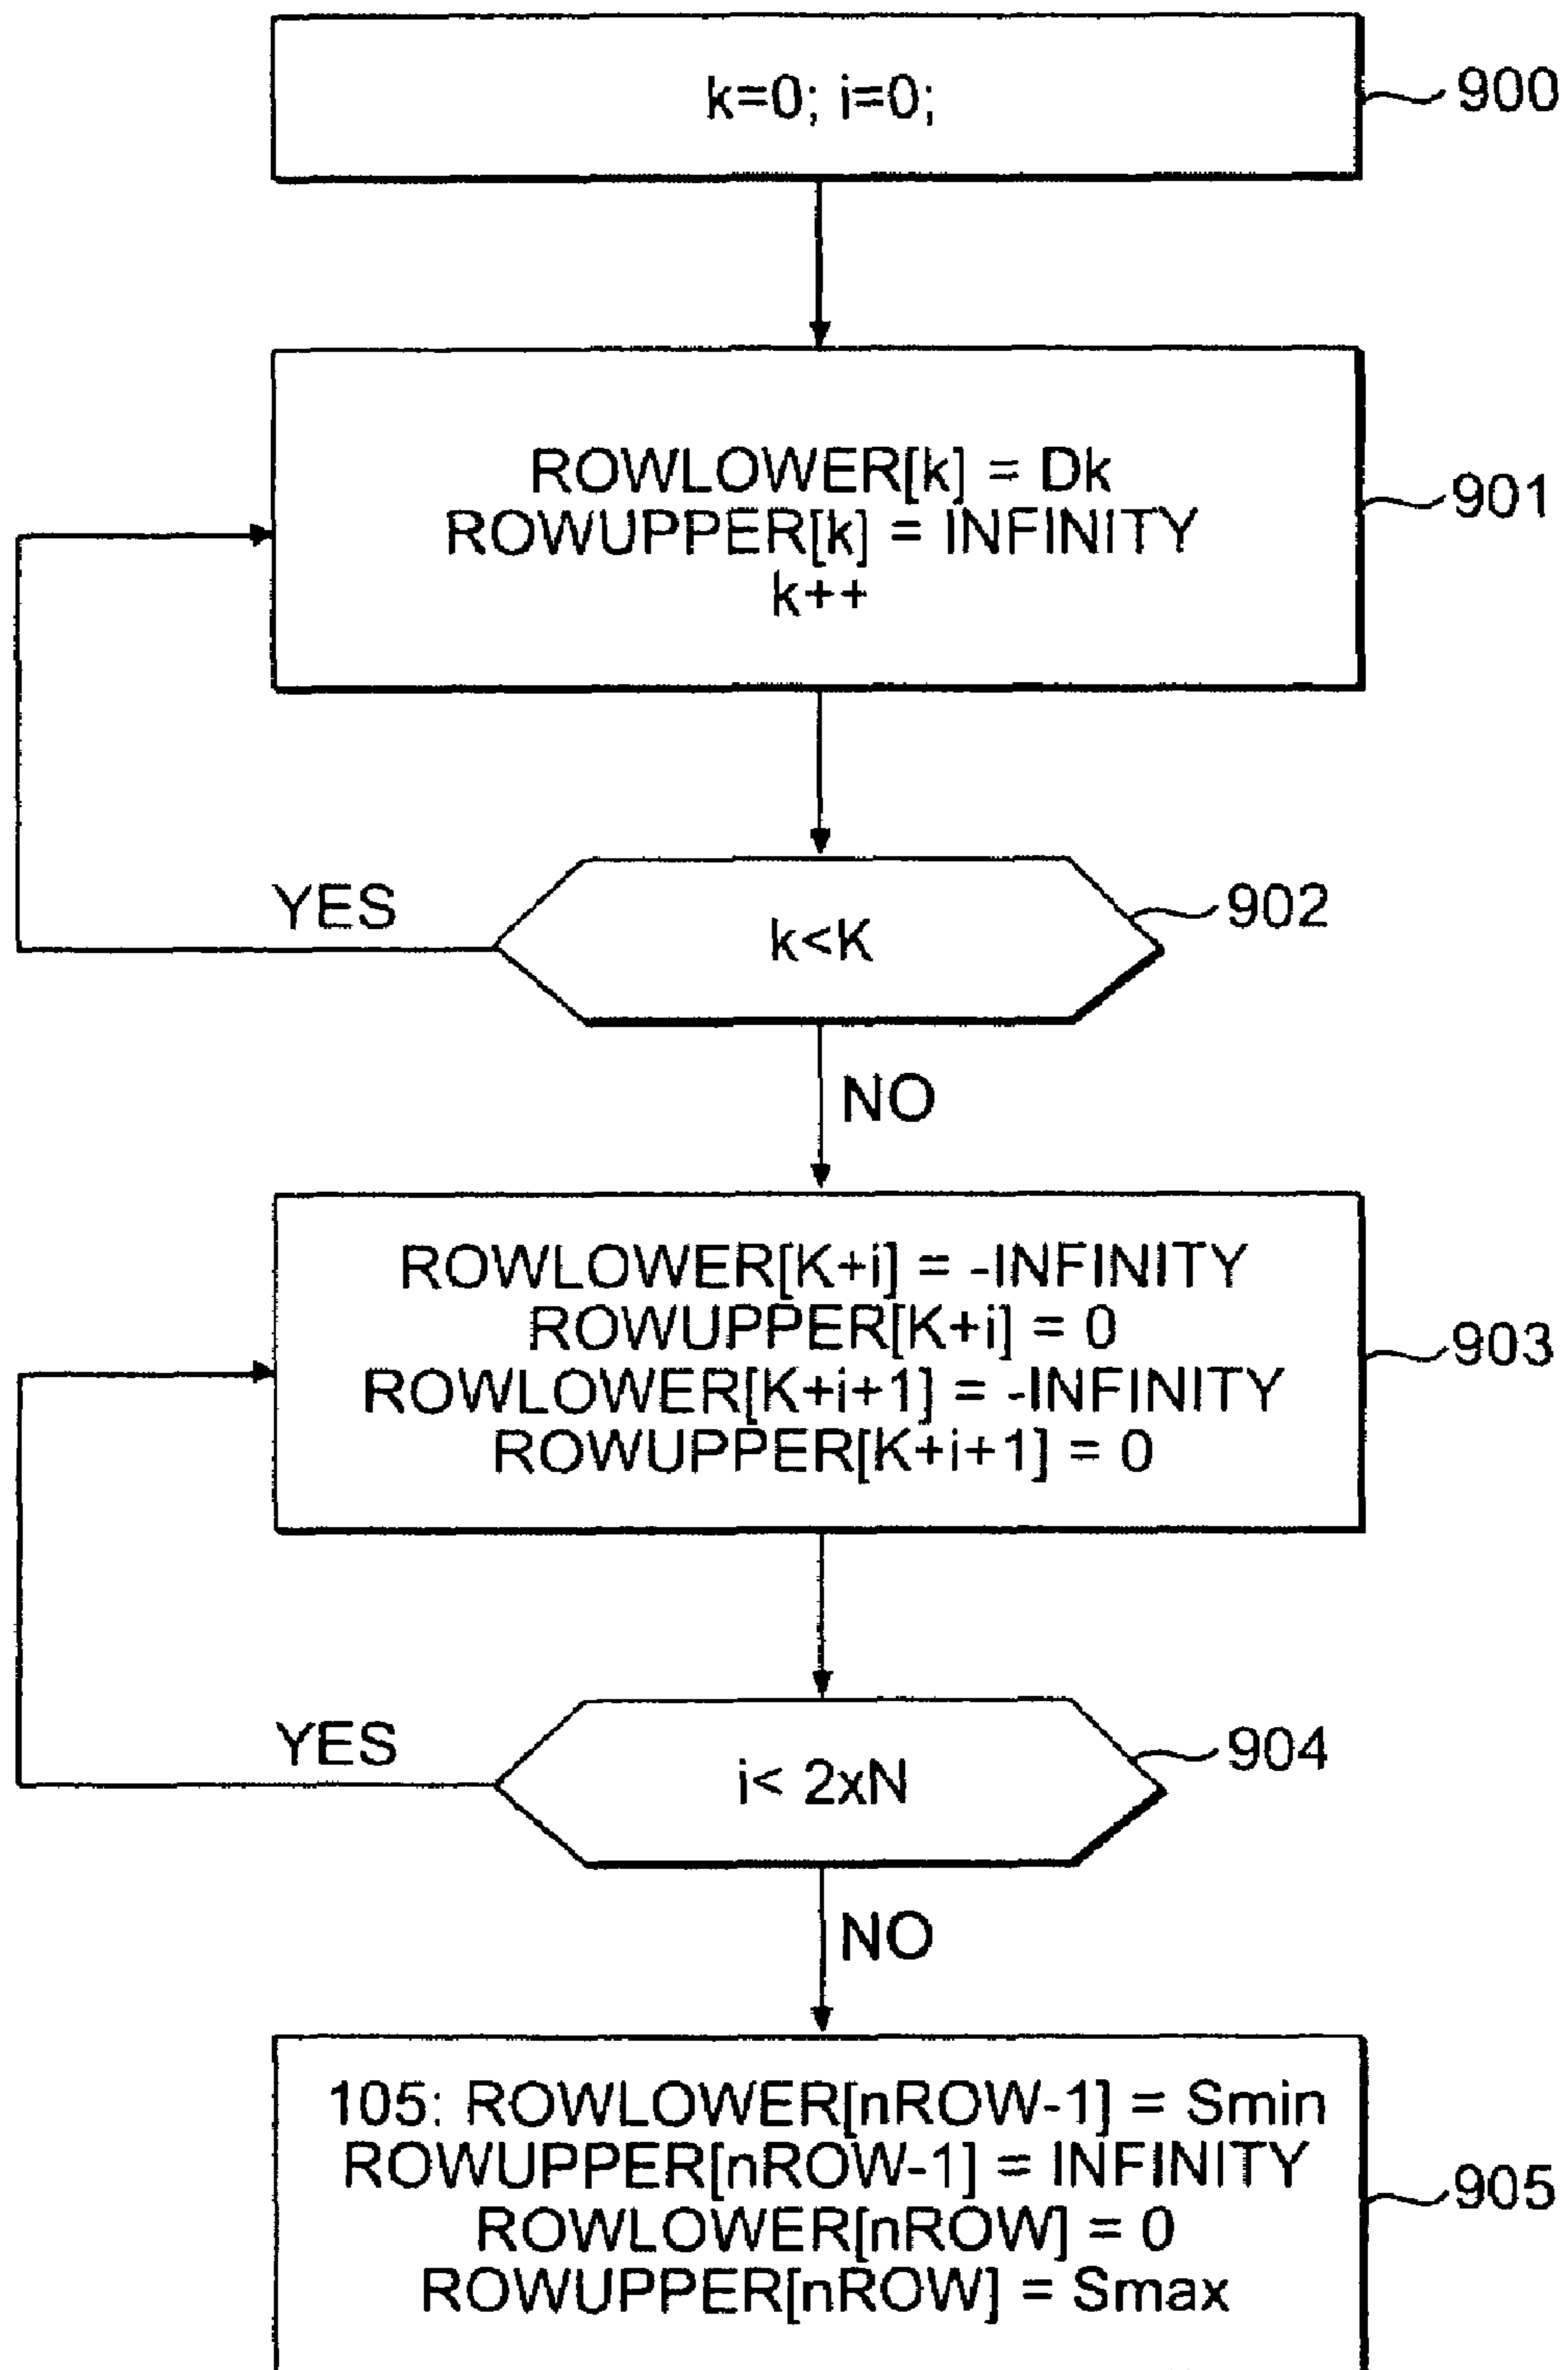 k=0; i=0;
900
ROWLOWER[k] = Dk
ROWUPPER[k] = INFINITY
k++
901
YES
k<K
902
NO
ROWLOWER[K+i] = -INFINITY
ROWUPPER[K+i] = 0
ROWLOWER[K+i+1] = -INFINITY
ROWUPPER[K+i+1] = 0
903
YES
i< 2xN
904
NO
105: ROWLOWER[nROW-1] = Smin
ROWUPPER[nROW-1] = INFINITY
ROWLOWER[nROW] = 0
ROWUPPER[nROW] = Smax
905